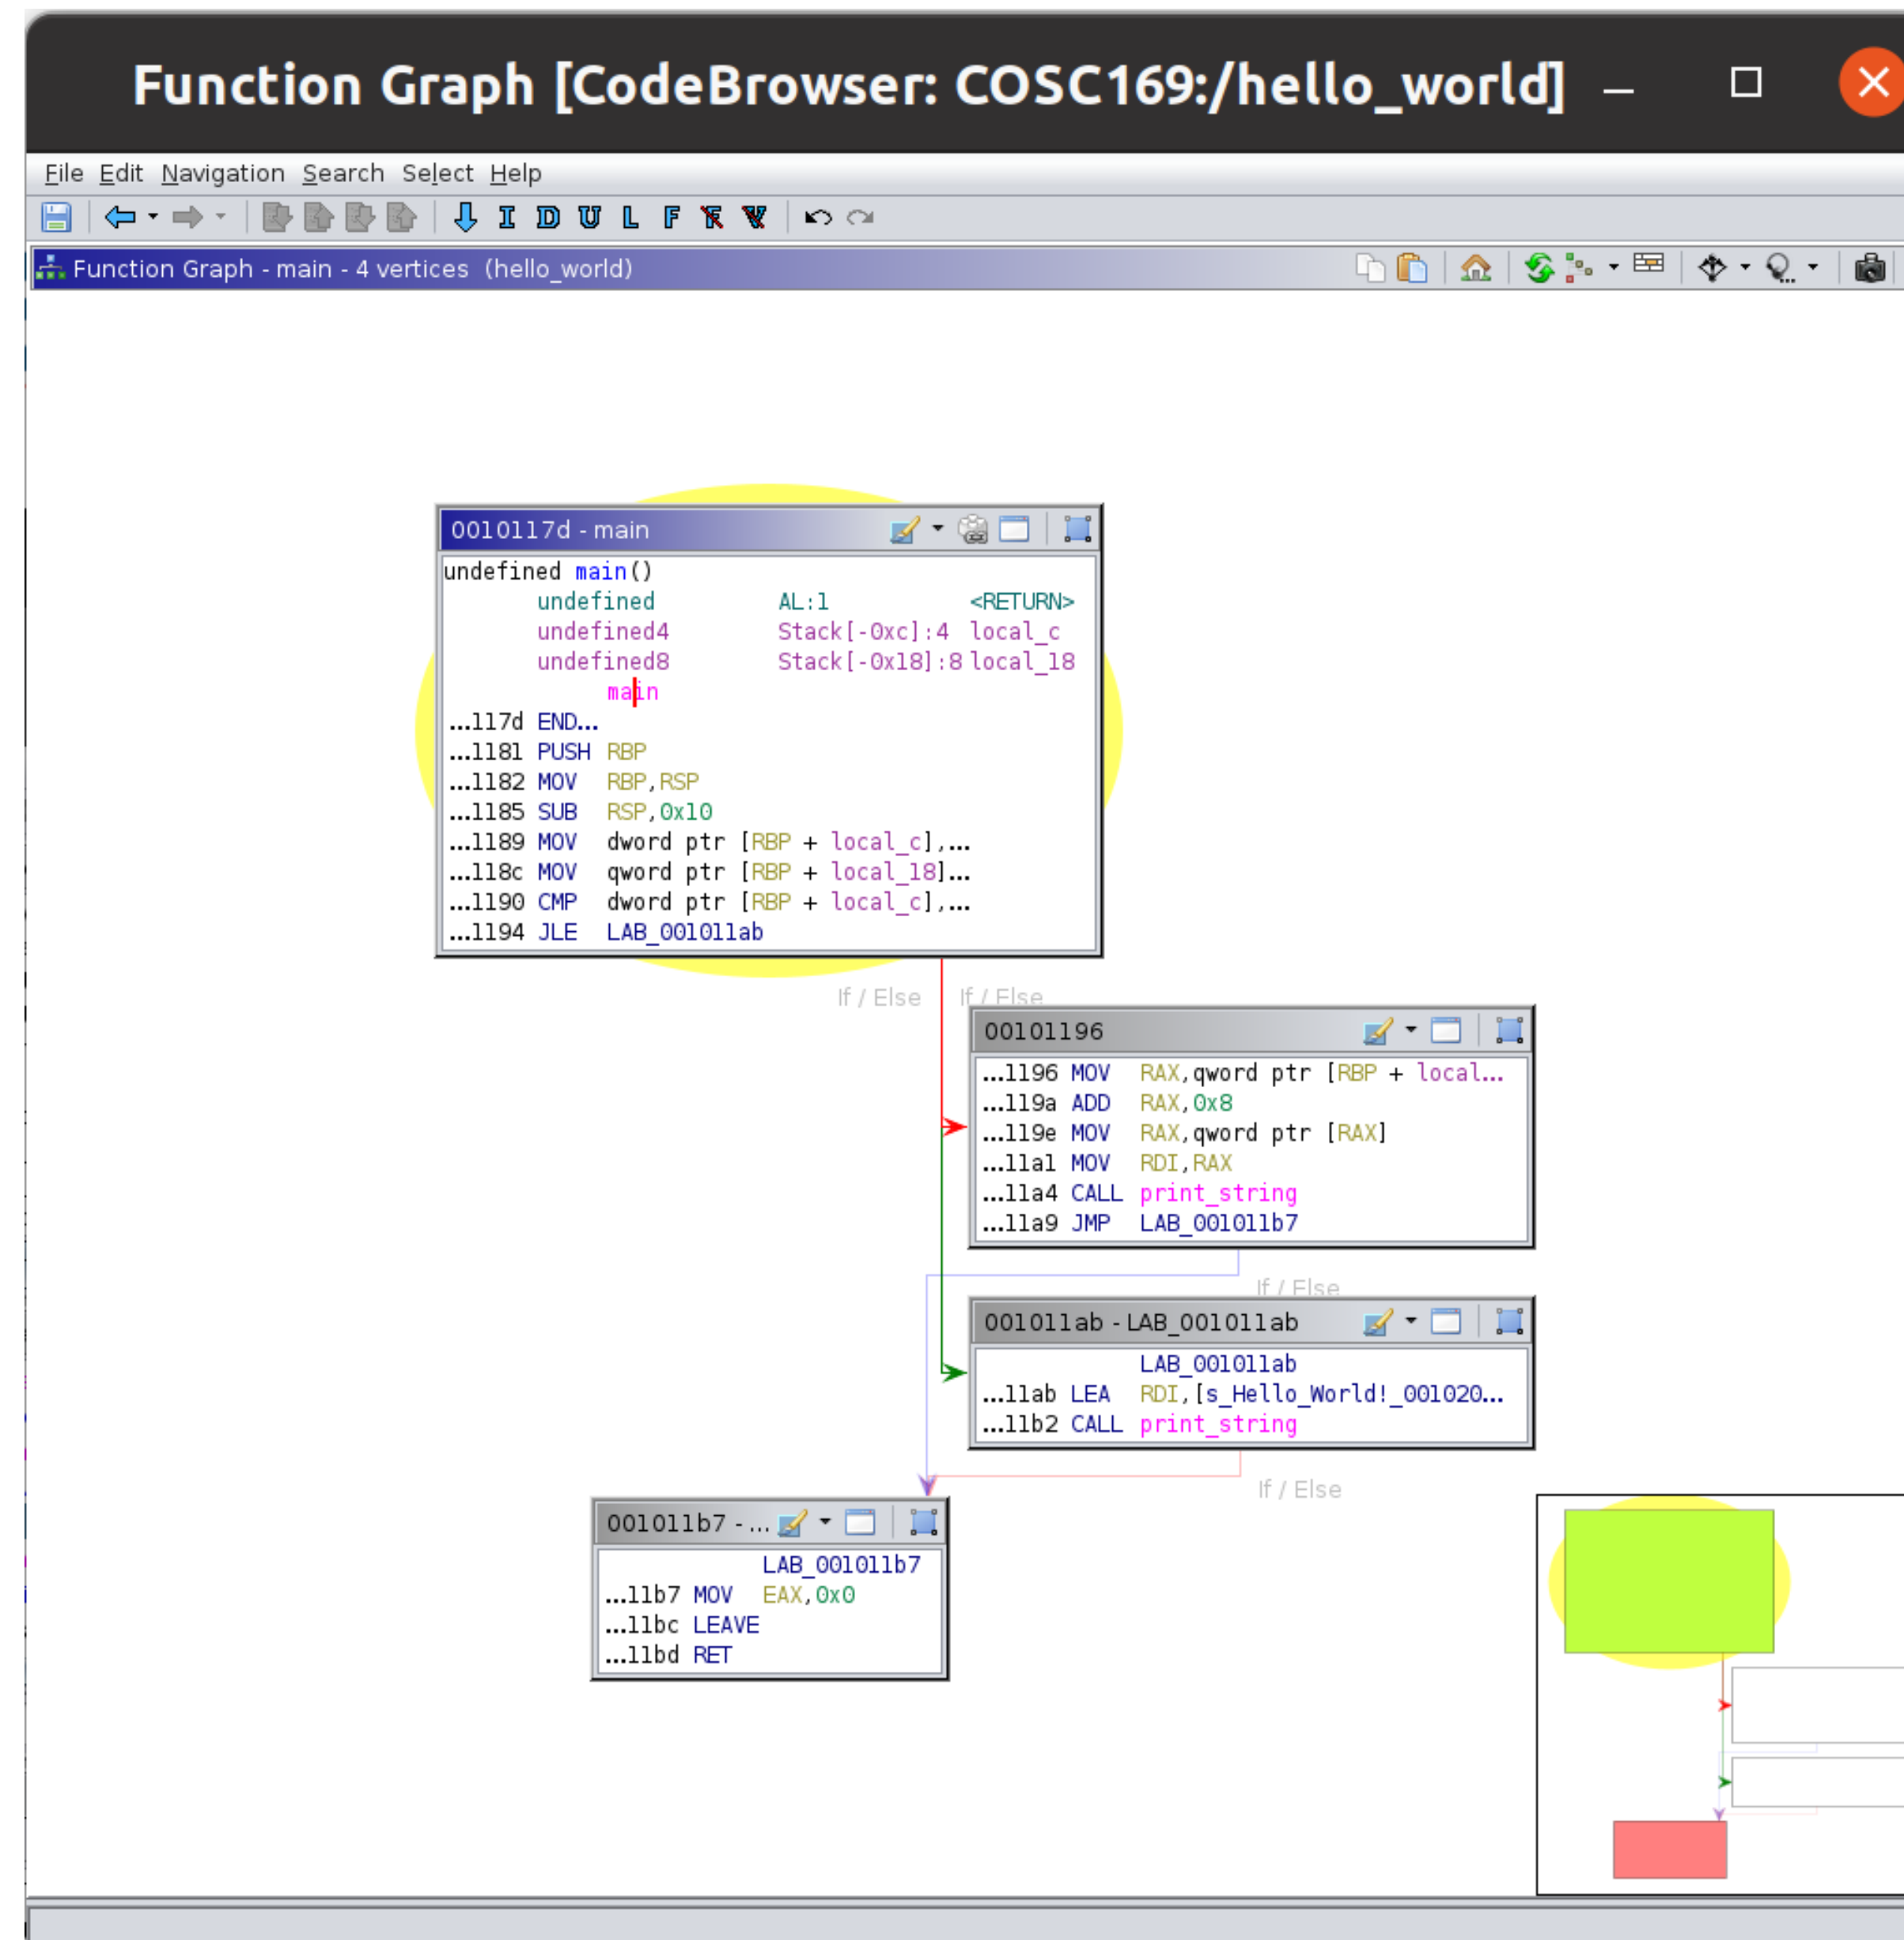 Function Graph [CodeBrowser: COSC169:/hello_world]
File Edit Navigation Search Select Help
I D U L F F V
Function Graph - main - 4 vertices (hello_world)
0010117d - main
undefined main()
undefined AL:1 <RETURN>
undefined4 Stack[-0xc]:4 local_c
undefined8 Stack[-0x18]:8 local_18
main
...117d END...
...1181 PUSH RBP
...1182 MOV RBP,RSP
...1185 SUB RSP,0x10
...1189 MOV dword ptr [RBP + local_c],...
...118c MOV qword ptr [RBP + local_18]...
...1190 CMP dword ptr [RBP + local_c],...
...1194 JLE LAB_001011ab
If / Else If / Else
00101196
...1196 MOV RAX,qword ptr [RBP + local...
...119a ADD RAX,0x8
...119e MOV RAX,qword ptr [RAX]
...11a1 MOV RDI,RAX
...11a4 CALL print_string
...11a9 JMP LAB_001011b7
If / Else
001011ab - LAB_001011ab
LAB_001011ab
...11ab LEA RDI,[s_Hello_World!_001020...
...11b2 CALL print_string
If / Else
001011b7 - ...
LAB_001011b7
...11b7 MOV EAX,0x0
...11bc LEAVE
...11bd RET